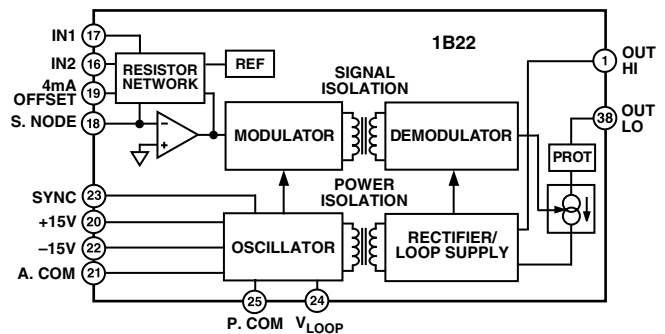 IN1
17
1B22
IN2
16
RESISTOR
NETWORK
REF
1
OUT
HI
4mA
OFFSET
19
SIGNAL
ISOLATION
38
OUT
LO
S. NODE
18
–
+
MODULATOR
DEMODULATOR
PROT
SYNC
23
POWER
ISOLATION
+15V
20
–15V
22
OSCILLATOR
RECTIFIER/
LOOP SUPPLY
A. COM
21
25
24
P. COM
VLOOP